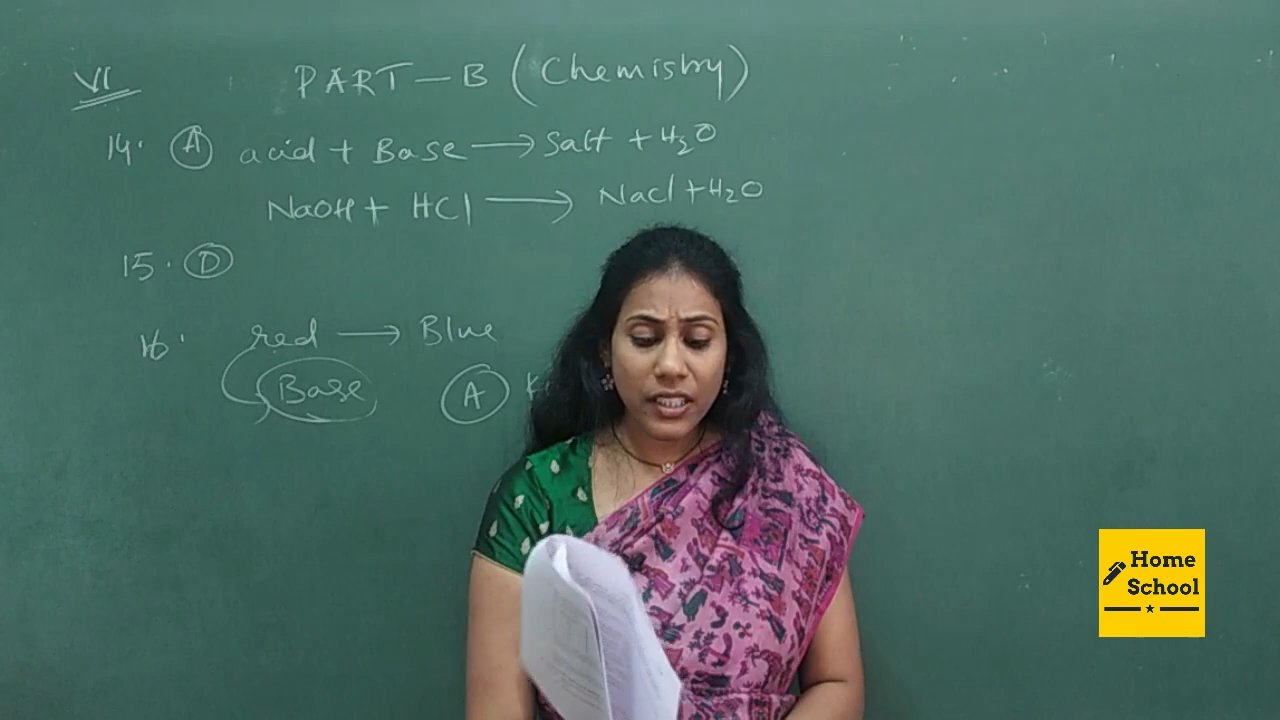 VI
PART-B (Chemistry)
14. A acid + Base → Salt + H₂O
NaOH + HCl → NaCl + H₂O
15. D
16. red → Blue
Base A
Home
School